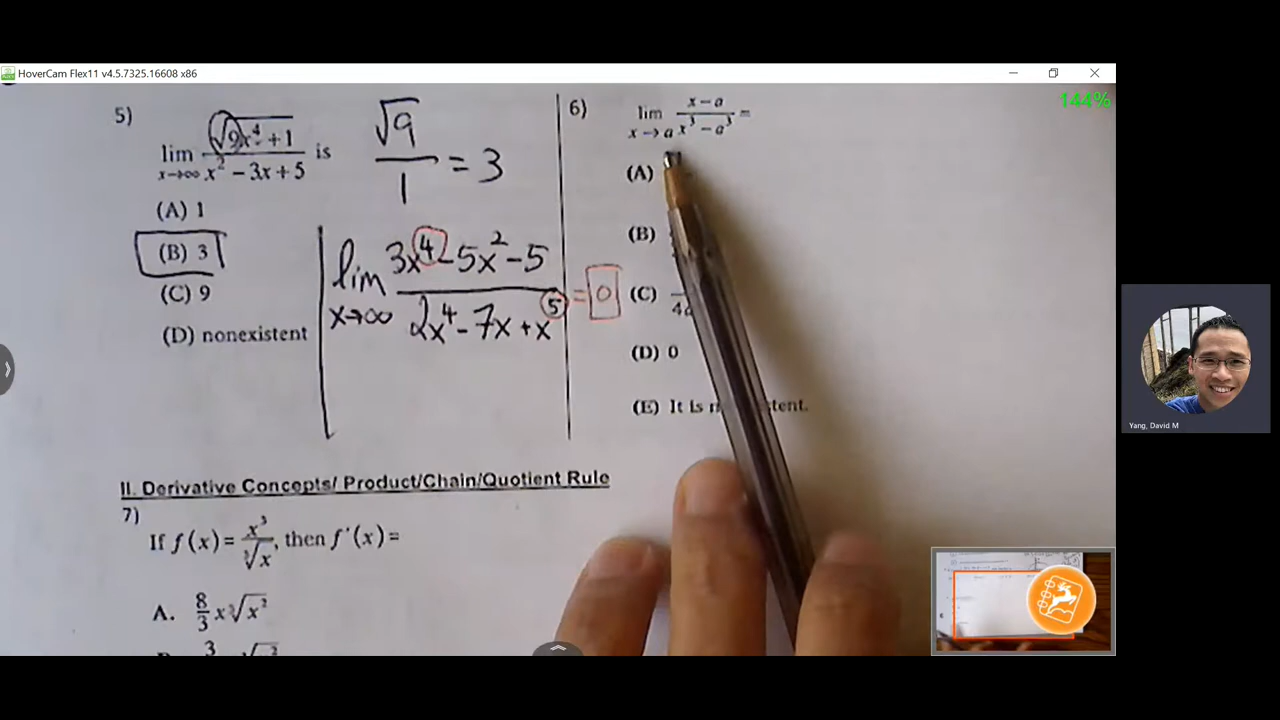 HoverCam Flex11 v4.5.7325.16608 x86
144%
5)
lim x→∞ √(9x⁴ + 1) / (x² − 3x + 5) is
√9 / 1 = 3
(A) 1
(B) 3
(C) 9
(D) nonexistent
lim x→∞ (3x⁴ - 5x² - 5) / (2x⁴ - 7x + x⁵) = 0
6)
lim x→a (x − a) / (x³ − a³) =
(A)
(B)
(C)
(D) 0
(E) It is
II. Derivative Concepts/ Product/Chain/Quotient Rule
7)
If f(x) = x³ / ∛x, then f'(x) =
A. 8/3 x ∛x²
Yang, David M